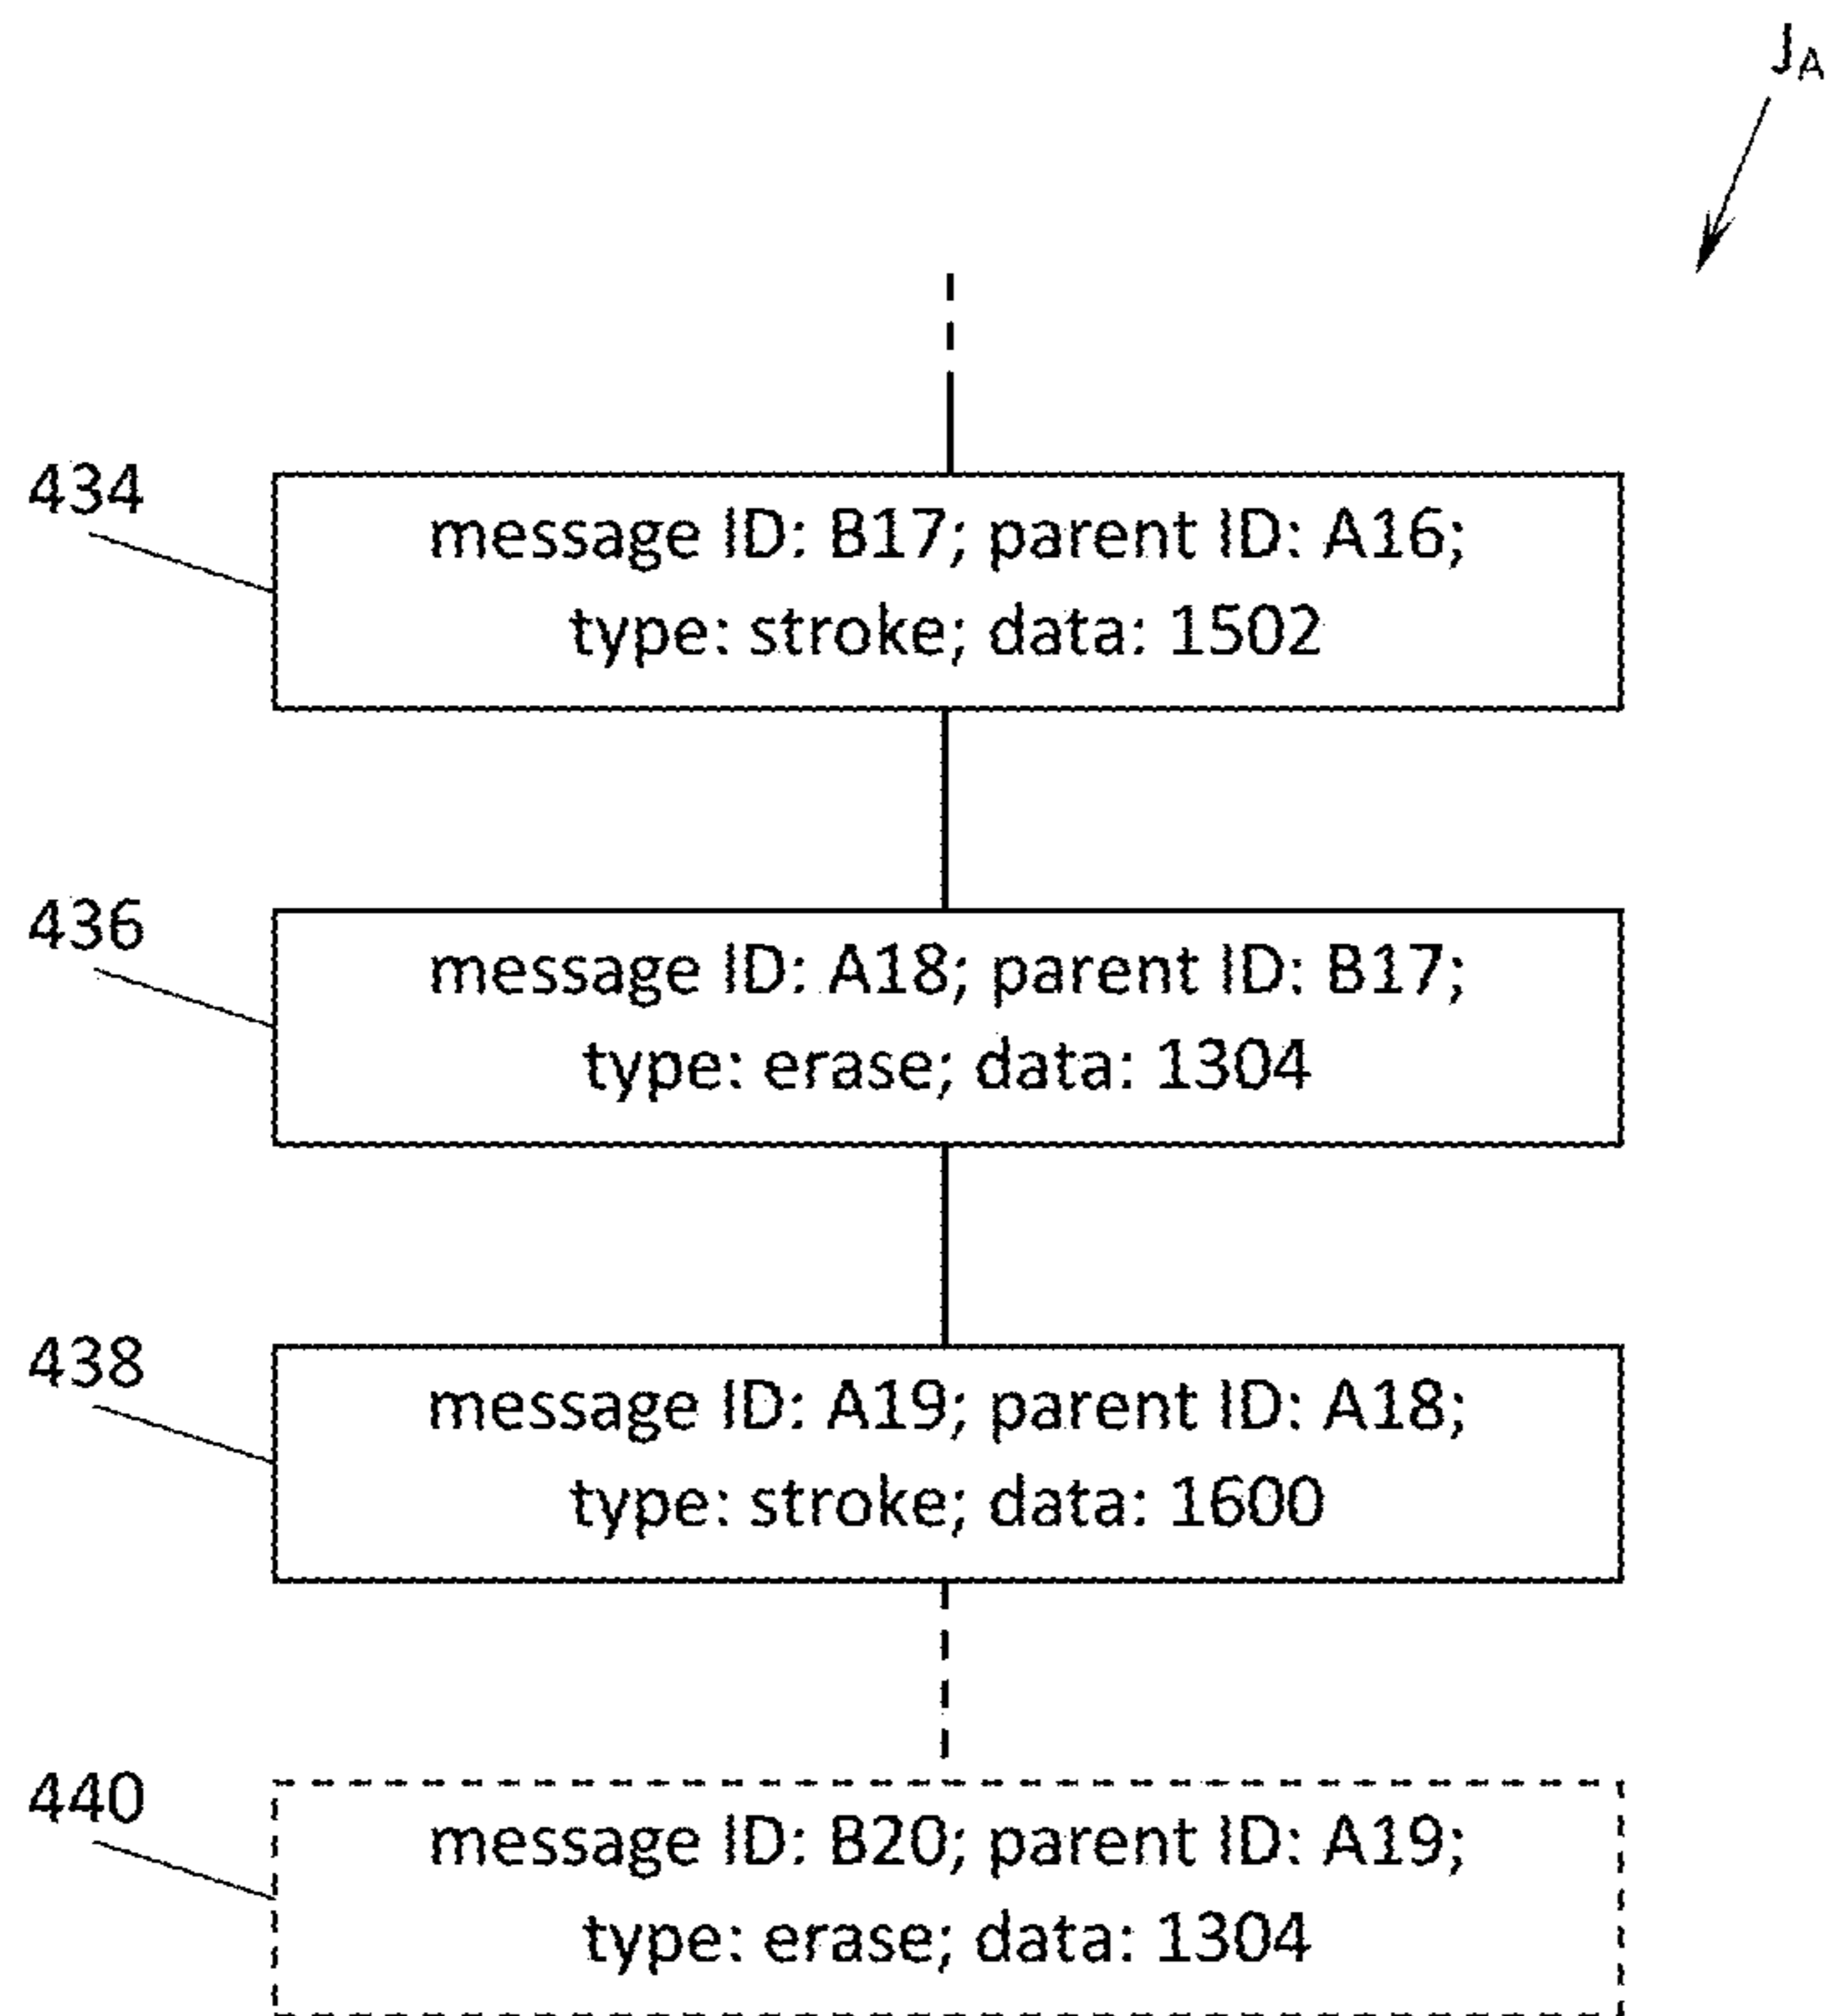 J_A
434
message ID: B17; parent ID: A16;
type: stroke; data: 1502
436
message ID: A18; parent ID: B17;
type: erase; data: 1304
438
message ID: A19; parent ID: A18;
type: stroke; data: 1600
440
message ID: B20; parent ID: A19;
type: erase; data: 1304